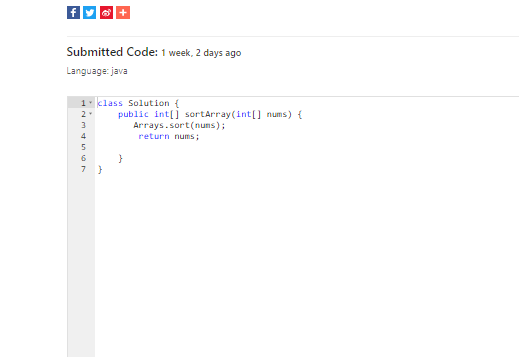 Submitted Code: 1 week, 2 days ago
Language: java
1 class Solution {
2 public int[] sortArray(int[] nums) {
3 Arrays.sort(nums);
4 return nums;
5
6 }
7 }